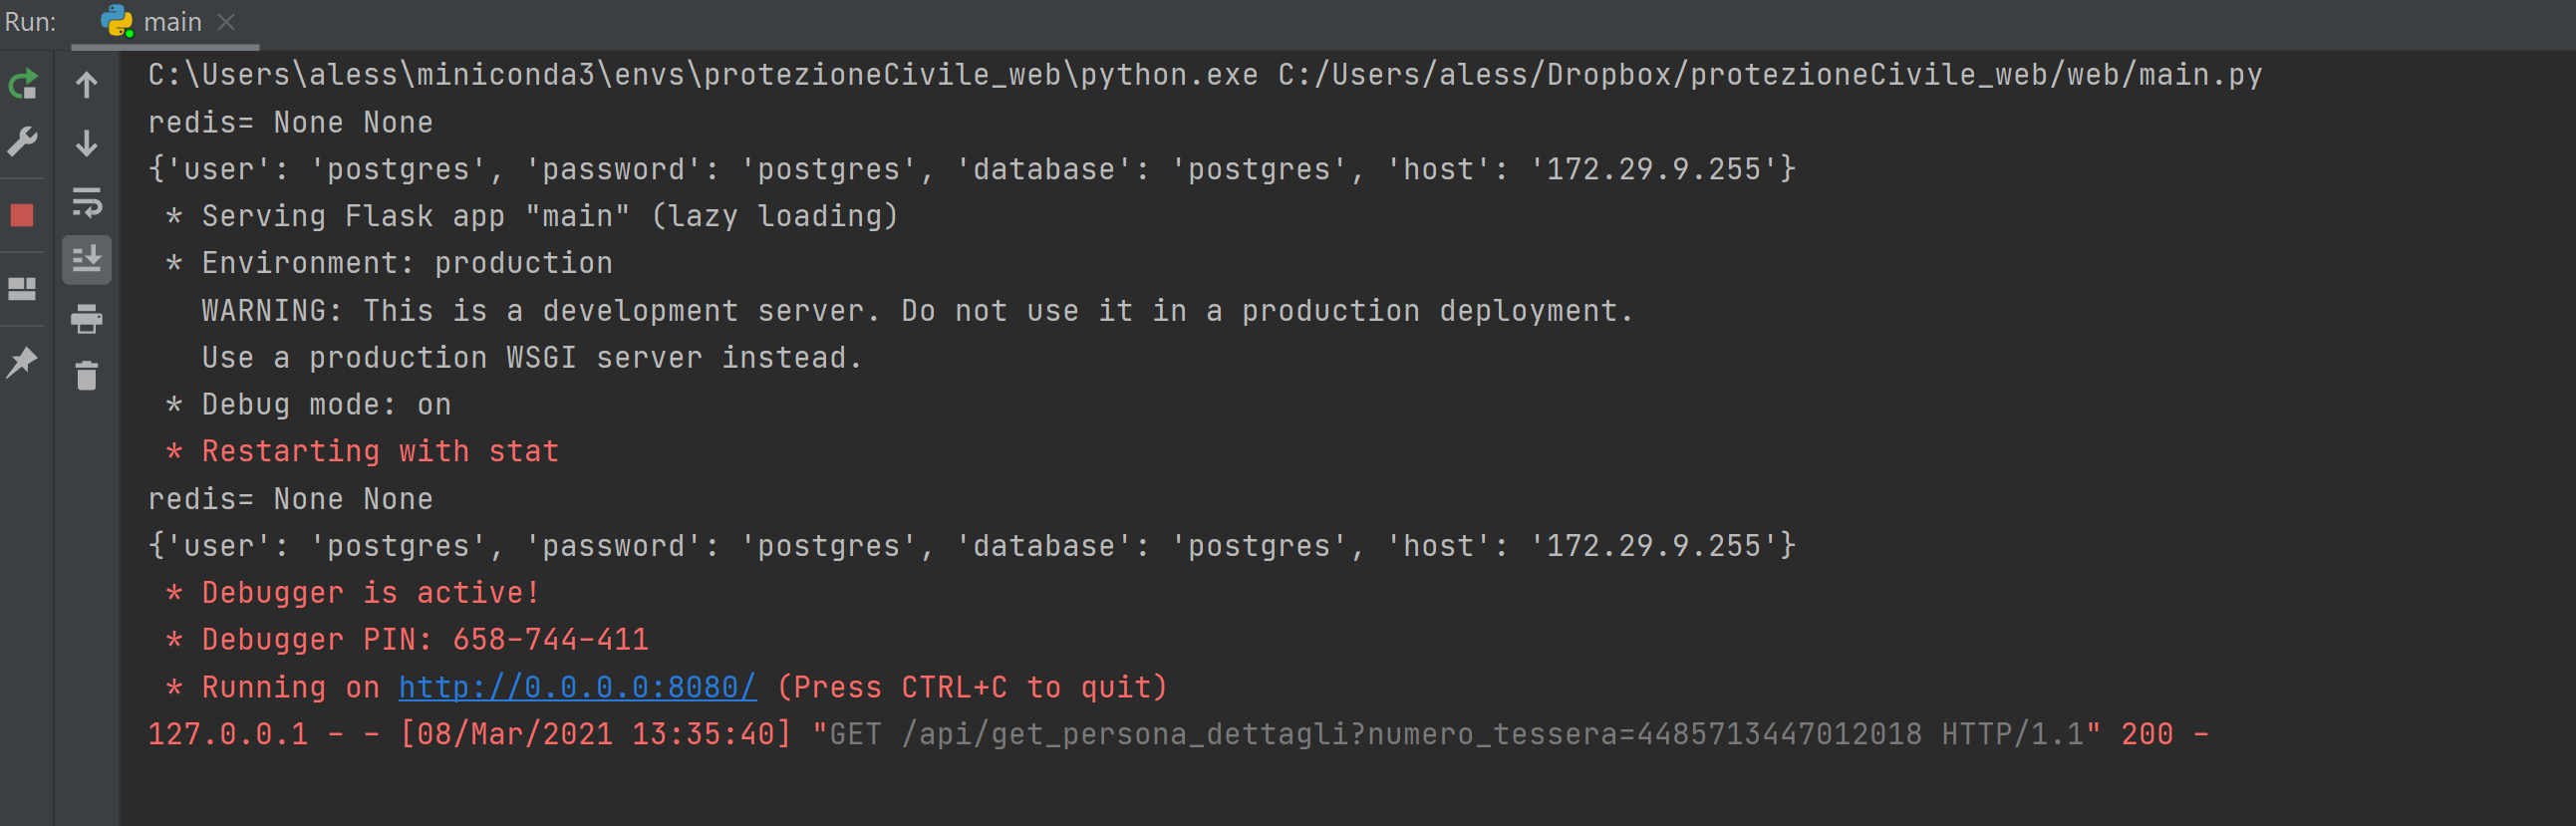 Run: main
C:\Users\aless\miniconda3\envs\protezioneCivile_web\python.exe C:/Users/aless/Dropbox/protezioneCivile_web/web/main.py
redis= None None
{'user': 'postgres', 'password': 'postgres', 'database': 'postgres', 'host': '172.29.9.255'}
 * Serving Flask app "main" (lazy loading)
 * Environment: production
   WARNING: This is a development server. Do not use it in a production deployment.
   Use a production WSGI server instead.
 * Debug mode: on
 * Restarting with stat
redis= None None
{'user': 'postgres', 'password': 'postgres', 'database': 'postgres', 'host': '172.29.9.255'}
 * Debugger is active!
 * Debugger PIN: 658-744-411
 * Running on http://0.0.0.0:8080/ (Press CTRL+C to quit)
127.0.0.1 - - [08/Mar/2021 13:35:40] "GET /api/get_persona_dettagli?numero_tessera=4485713447012018 HTTP/1.1" 200 -